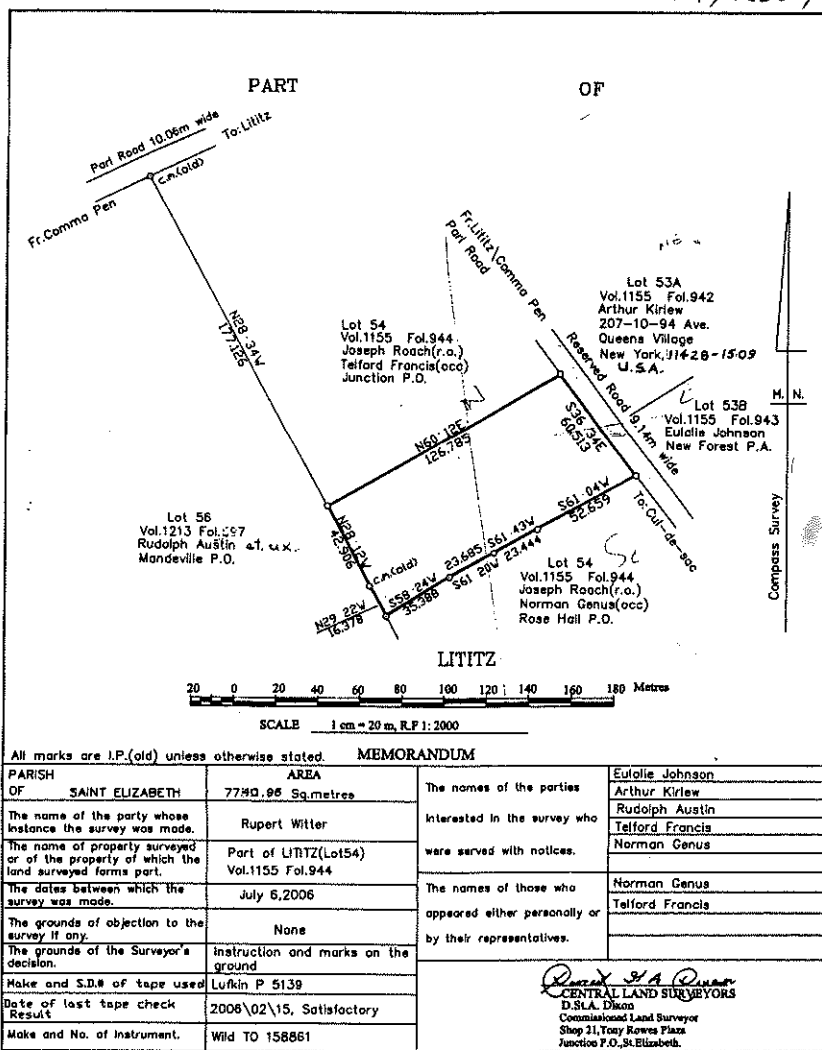 PART OF
Parl Road 10.06m wide
To:Lititz
c.m.(old)
Fr.Comma Pen
N28·34W
177.126
Fr.Lititz\Comma Pen
Parl Road
Reserved Road 9.14m wide
To:Cul-de-sac
Lot 53A
Vol.1155 Fol.942
Arthur Kirlew
207-10-94 Ave.
Queens Village
New York, 11428-1509
U.S.A.
Lot 54
Vol.1155 Fol.944
Joseph Roach(r.o.)
Telford Francis(occ)
Junction P.O.
Lot 53B
Vol.1155 Fol.943
Eulalie Johnson
New Forest P.A.
M. N.
Compass Survey
S36·34E
60.513
N60·12E
126.785
S61·04W
52.659
S61·43W
23.444
S61 20W
23.685
S58·24W
35.388
N28·12W
42.906
c.m.(old)
N29 22W
16.378
Lot 56
Vol.1213 Fol.597
Rudolph Austin et. ux.
Mandeville P.O.
Lot 54
Vol.1155 Fol.944
Joseph Roach(r.o.)
Norman Genus(occ)
Rose Hall P.O.
LITITZ
20 0 20 40 60 80 100 120 140 160 180 Metres
SCALE 1 cm = 20 m, R.F 1: 2000
All marks are I.P.(old) unless otherwise stated.
MEMORANDUM
PARISH
OF SAINT ELIZABETH
AREA
7740.96 Sq.metres
The name of the party whose
instance the survey was made.
Rupert Witter
The name of property surveyed
or of the property of which the
land surveyed forms part.
Part of LITITZ(Lot54)
Vol.1155 Fol.944
The dates between which the
survey was made.
July 6,2006
The grounds of objection to the
survey if any.
None
The grounds of the Surveyor's
decision.
Instruction and marks on the
ground
Make and S.D.# of tape used
Lufkin P 5139
Date of last tape check
Result
2006\02\15, Satisfactory
Make and No. of Instrument.
Wild TO 158861
The names of the parties
interested in the survey who
were served with notices.
Eulolie Johnson
Arthur Kirlew
Rudolph Austin
Telford Francis
Norman Genus
The names of those who
appeared either personally or
by their representatives.
Norman Genus
Telford Francis
CENTRAL LAND SURVEYORS
D.St.A. Dixon
Commissioned Land Surveyor
Shop 21,Tony Rowes Plaza
Junction P.O.,St.Elizabeth.